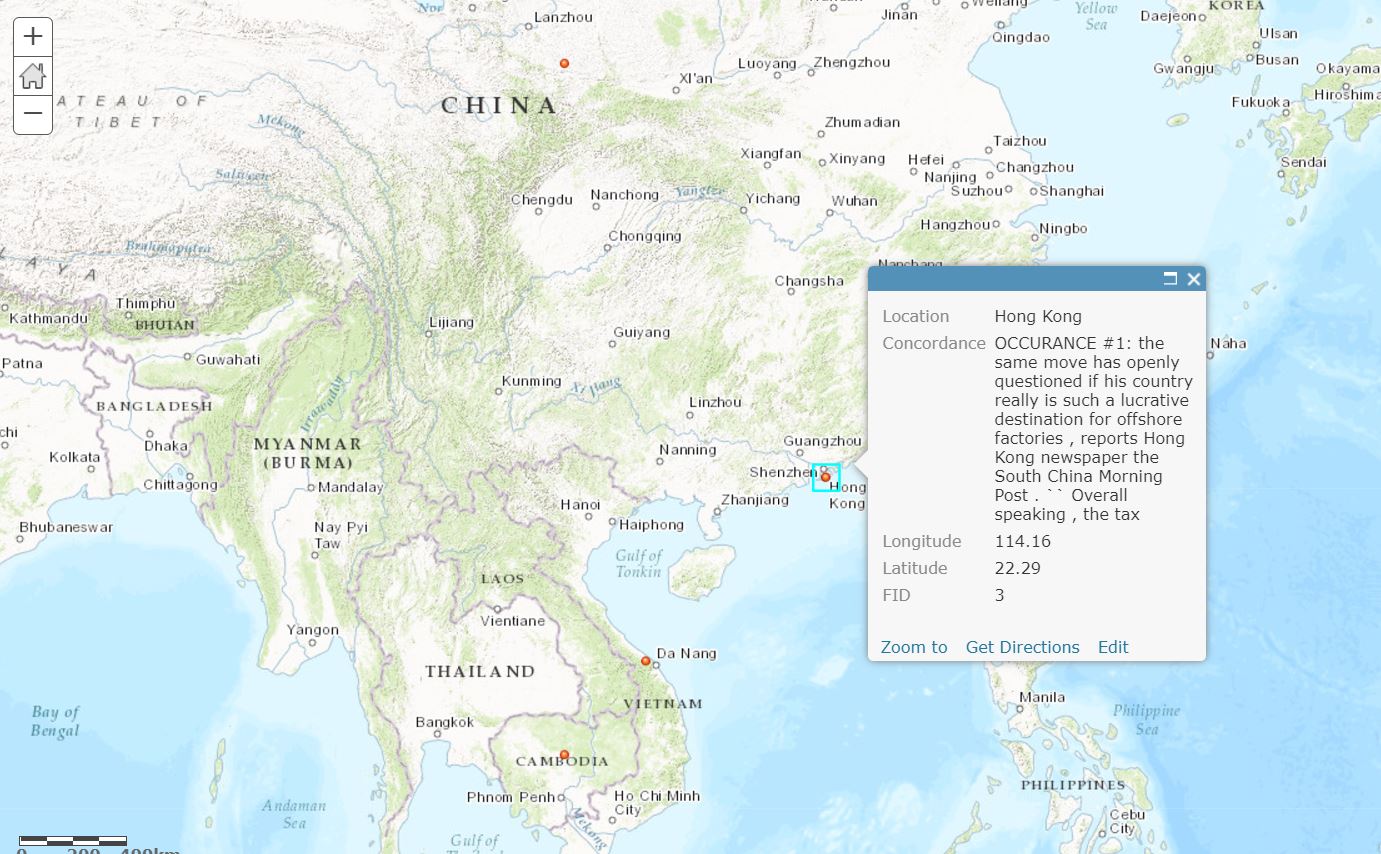 Nor
Lanzhou
Jinan
Weifang
Yellow
Sea
KOREA
Daejeon
Qingdao
Ulsan
Busan
Gwangju
Okayama
Hiroshima
Luoyang
Zhengzhou
XI'an
CHINA
ATEAU OF
TIBET
Mekong
Fukuoka
Zhumadian
Taizhou
Xiangfan
Xinyang
Hefei
Changzhou
Nanjing
Suzhou
Shanghai
Sendai
Salween
Chengdu
Nanchong
Yangtze
Yichang
Wuhan
Hangzhou
Ningbo
Chongqing
Brahmaputra
LAYA
Nanchang
Changsha
Thimphu
Kathmandu
BHUTAN
Lijiang
Guiyang
Patna
Guwahati
Naha
Kunming
Xi Jiang
Irrawaddy
BANGLADESH
Linzhou
chi
Dhaka
MYANMAR
(BURMA)
Kolkata
Nanning
Guangzhou
Shenzhen
Hong
Kong
Chittagong
Mandalay
Zhanjiang
Hanoi
Haiphong
Bhubaneswar
Nay Pyi
Taw
Gulf of
Tonkin
LAOS
Vientiane
Yangon
Da Nang
THAILAND
VIETNAM
Bay of
Bengal
Bangkok
Manila
Philippine
Sea
CAMBODIA
PHILIPPINES
Phnom Penh
Ho Chi Minh
City
Andaman
Sea
Mekong
Cebu
City
Gulf of
0 200 400km
Location Hong Kong
Concordance OCCURANCE #1: the
same move has openly
questioned if his country
really is such a lucrative
destination for offshore
factories , reports Hong
Kong newspaper the
South China Morning
Post . `` Overall
speaking , the tax
Longitude 114.16
Latitude 22.29
FID 3
Zoom to Get Directions Edit